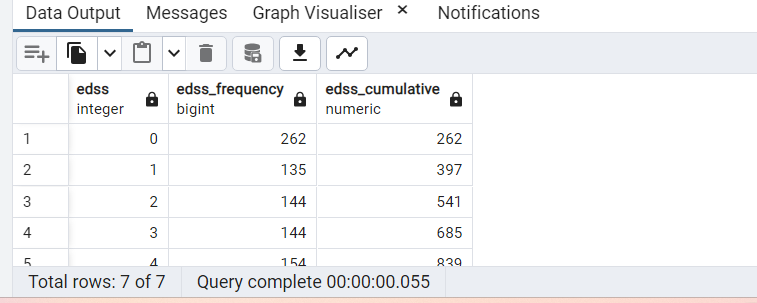 Data Output Messages Graph Visualiser × Notifications
edss edss_frequency edss_cumulative
integer bigint numeric
1 0 262 262
2 1 135 397
3 2 144 541
4 3 144 685
5 4 154 839
Total rows: 7 of 7 Query complete 00:00:00.055